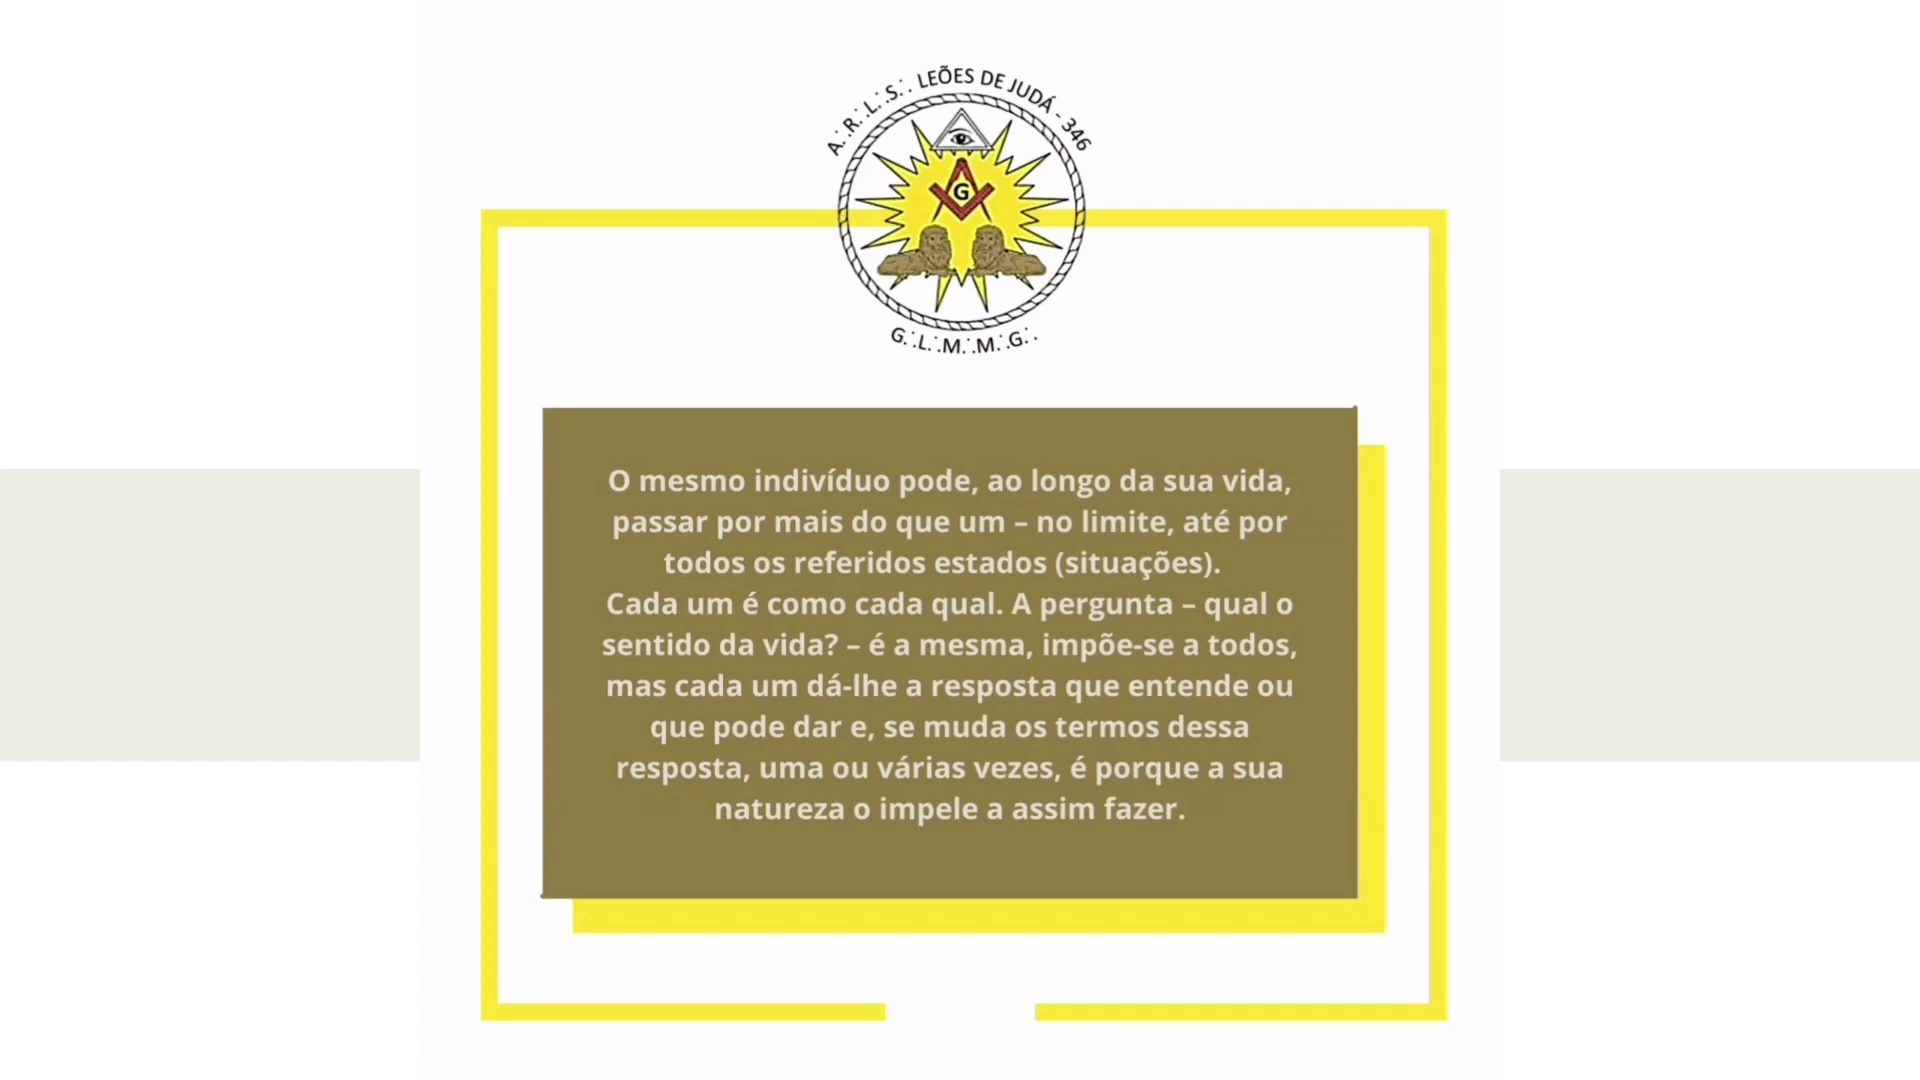 A∴R∴L∴S∴ LEÕES DE JUDÁ - 346
G
G∴L∴M∴M∴G∴
O mesmo indivíduo pode, ao longo da sua vida,
passar por mais do que um – no limite, até por
todos os referidos estados (situações).
Cada um é como cada qual. A pergunta – qual o
sentido da vida? – é a mesma, impõe-se a todos,
mas cada um dá-lhe a resposta que entende ou
que pode dar e, se muda os termos dessa
resposta, uma ou várias vezes, é porque a sua
natureza o impele a assim fazer.